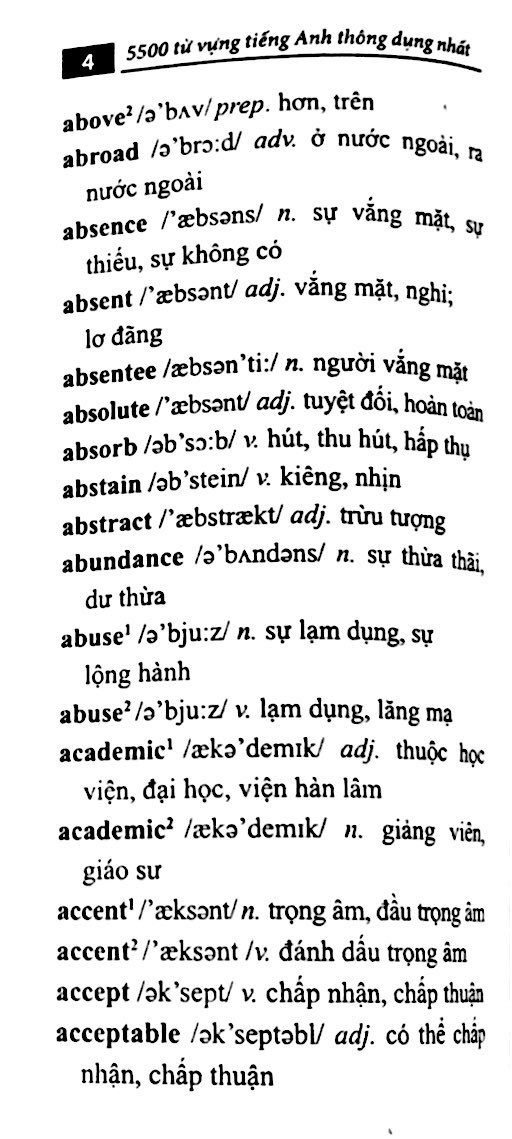 4 5500 từ vựng tiếng Anh thông dụng nhất
above² /ə’bʌv/ prep. hơn, trên
abroad /ə’brɔ:d/ adv. ở nước ngoài, ra
nước ngoài
absence /’æbsəns/ n. sự vắng mặt, sự
thiếu, sự không có
absent /’æbsənt/ adj. vắng mặt, nghi;
lơ đãng
absentee /æbsən’ti:/ n. người vắng mặt
absolute /’æbsənt/ adj. tuyệt đối, hoàn toàn
absorb /əb’sɔ:b/ v. hút, thu hút, hấp thụ
abstain /əb’stein/ v. kiêng, nhịn
abstract /’æbstrækt/ adj. trừu tượng
abundance /ə’bʌndəns/ n. sự thừa thãi,
dư thừa
abuse¹ /ə’bju:z/ n. sự lạm dụng, sự
lộng hành
abuse² /ə’bju:z/ v. lạm dụng, lăng mạ
academic¹ /ækə’demɪk/ adj. thuộc học
viện, đại học, viện hàn lâm
academic² /ækə’demɪk/ n. giảng viên,
giáo sư
accent¹ /’æksənt/ n. trọng âm, đầu trọng âm
accent² /’æksənt /v. đánh dấu trọng âm
accept /ək’sept/ v. chấp nhận, chấp thuận
acceptable /ək’septəbl/ adj. có thể chấp
nhận, chấp thuận